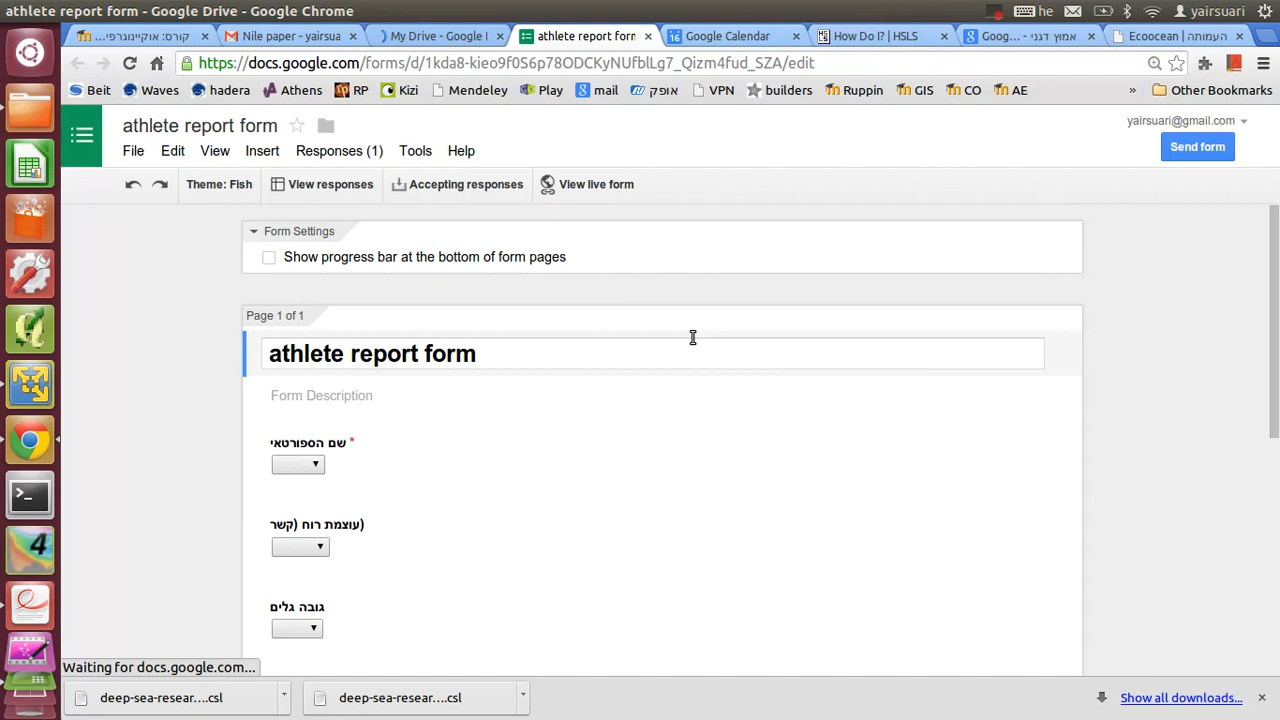 athlete report form - Google Drive - Google Chrome
he
yairsuari
קורס: אוקיינוגרפי...
Nile paper - yairsua
My Drive - Google
athlete report form
Google Calendar
How Do I? | HSLS
Goog... - אמוץ דגני
Ecoocean | העמותה
https://docs.google.com/forms/d/1kda8-kieo9f0S6p78ODCKyNUfblLg7_Qizm4fud_SZA/edit
Beit
Waves
hadera
Athens
RP
Kizi
Mendeley
Play
mail
אופק
VPN
builders
Ruppin
GIS
CO
AE
»
Other Bookmarks
athlete report form
yairsuari@gmail.com
File
Edit
View
Insert
Responses (1)
Tools
Help
Send form
Theme: Fish
View responses
Accepting responses
View live form
Form Settings
Show progress bar at the bottom of form pages
Page 1 of 1
athlete report form
Form Description
שם הספורטאי *
עוצמת רוח (קשר)
גובה גלים
Waiting for docs.google.com...
deep-sea-resear....csl
deep-sea-resear....csl
Show all downloads...